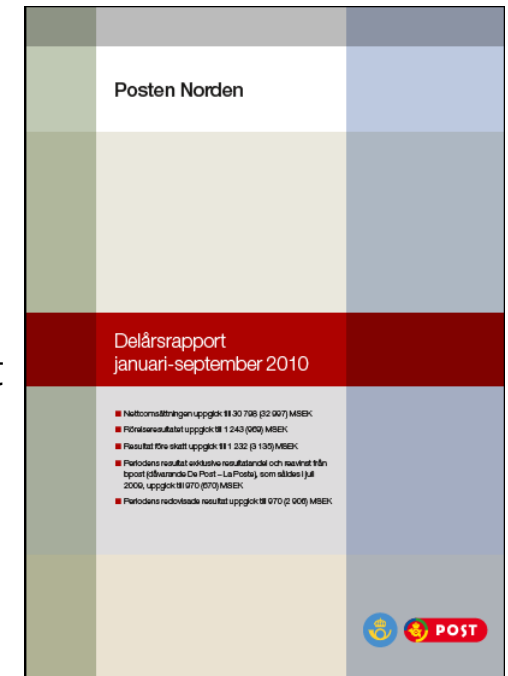 Posten Norden
Delårsrapport
januari-september 2010
t
Nettoomsättningen uppgick till 30 798 (32 997) MSEK
Rörelseresultatet uppgick till 1 243 (969) MSEK
Resultat före skatt uppgick till 1 232 (3 135) MSEK
Periodens resultat exklusive resultatandel och reavinst från
bpost (dåvarande De Post – La Poste), som såldes i juli
2009, uppgick till 970 (670) MSEK
Periodens redovisade resultat uppgick till 970 (2 906) MSEK
POST